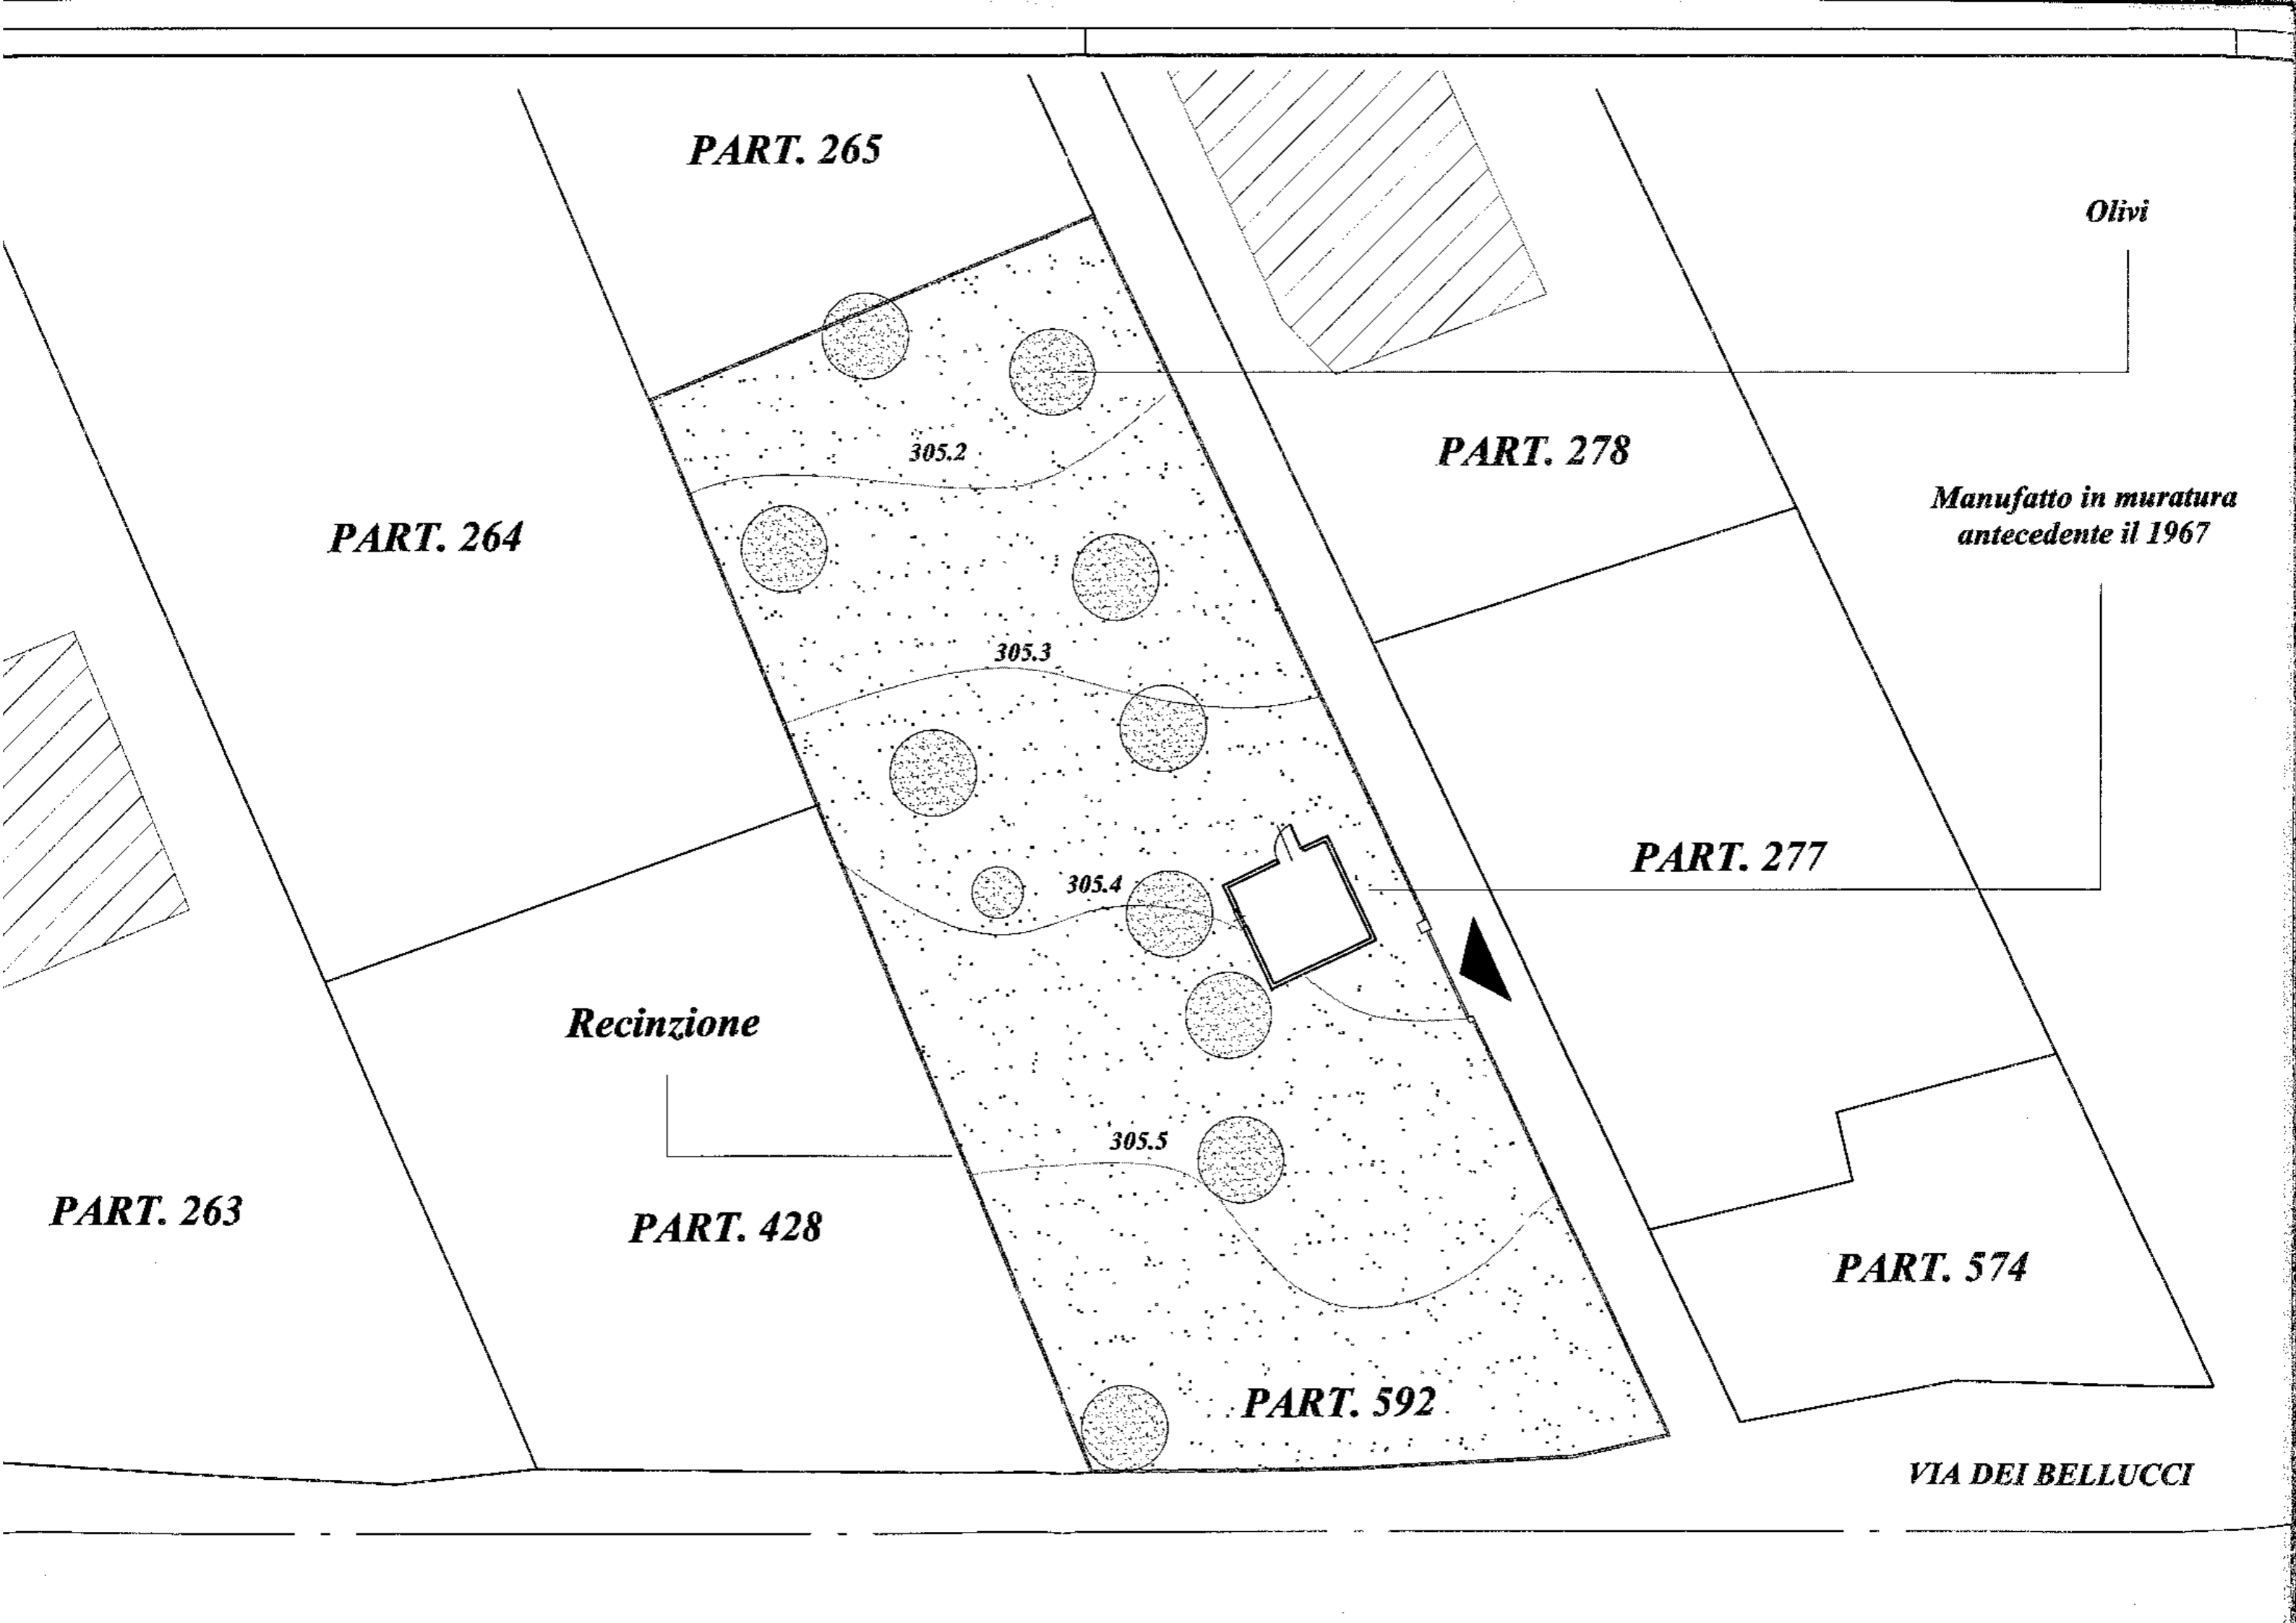 PART. 265
Olivi
PART. 278
305.2
Manufatto in muratura
antecedente il 1967
PART. 264
305.3
PART. 277
305.4
Recinzione
305.5
PART. 263
PART. 428
PART. 574
PART. 592
VIA DEI BELLUCCI